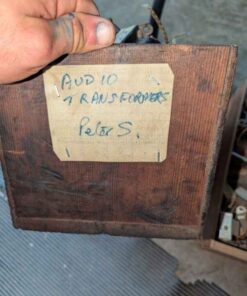 AUDIO
TRANSFORMERS
Peter S.